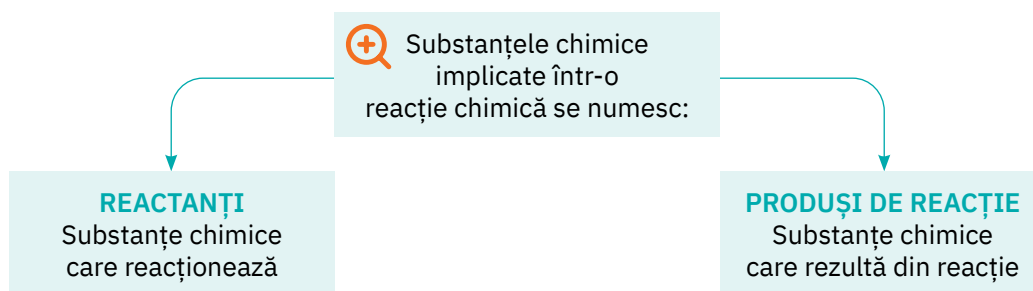 Substanțele chimice
implicate într-o
reacție chimică se numesc:
REACTANȚI
Substanțe chimice
care reacționează
PRODUȘI DE REACȚIE
Substanțe chimice
care rezultă din reacție